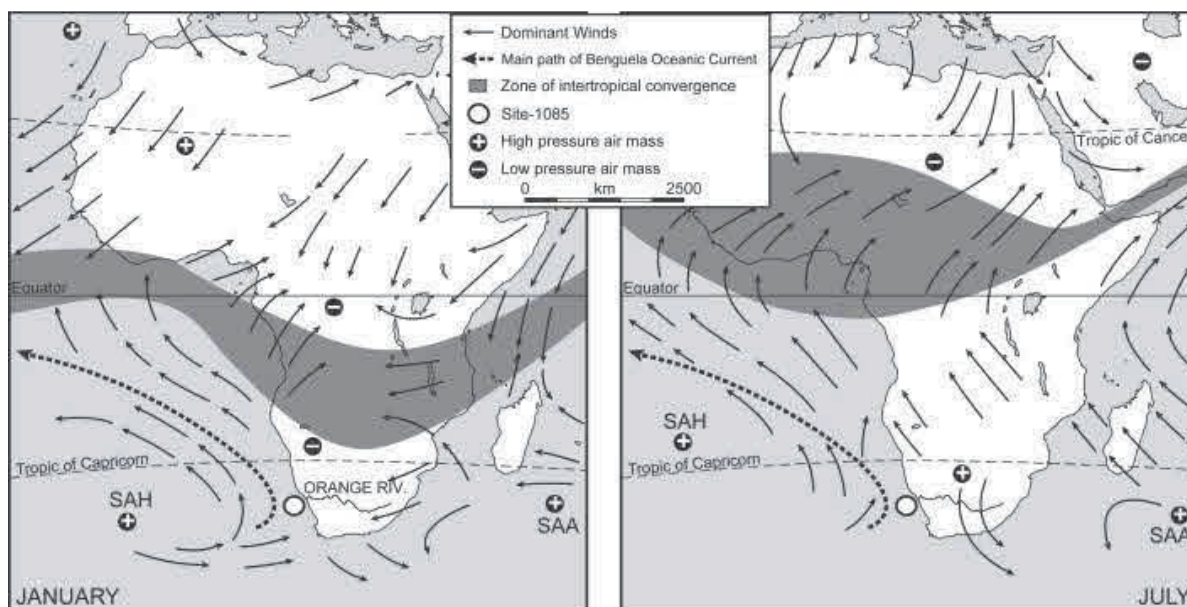 Dominant Winds
Main path of Benguela Oceanic Current
Zone of intertropical convergence
Site-1085
High pressure air mass
Low pressure air mass
0 km 2500
Equator
Tropic of Capricorn
ORANGE RIV.
SAH
SAA
JANUARY
Tropic of Cance
Equator
SAH
Tropic of Capricorn
SAA
JULY